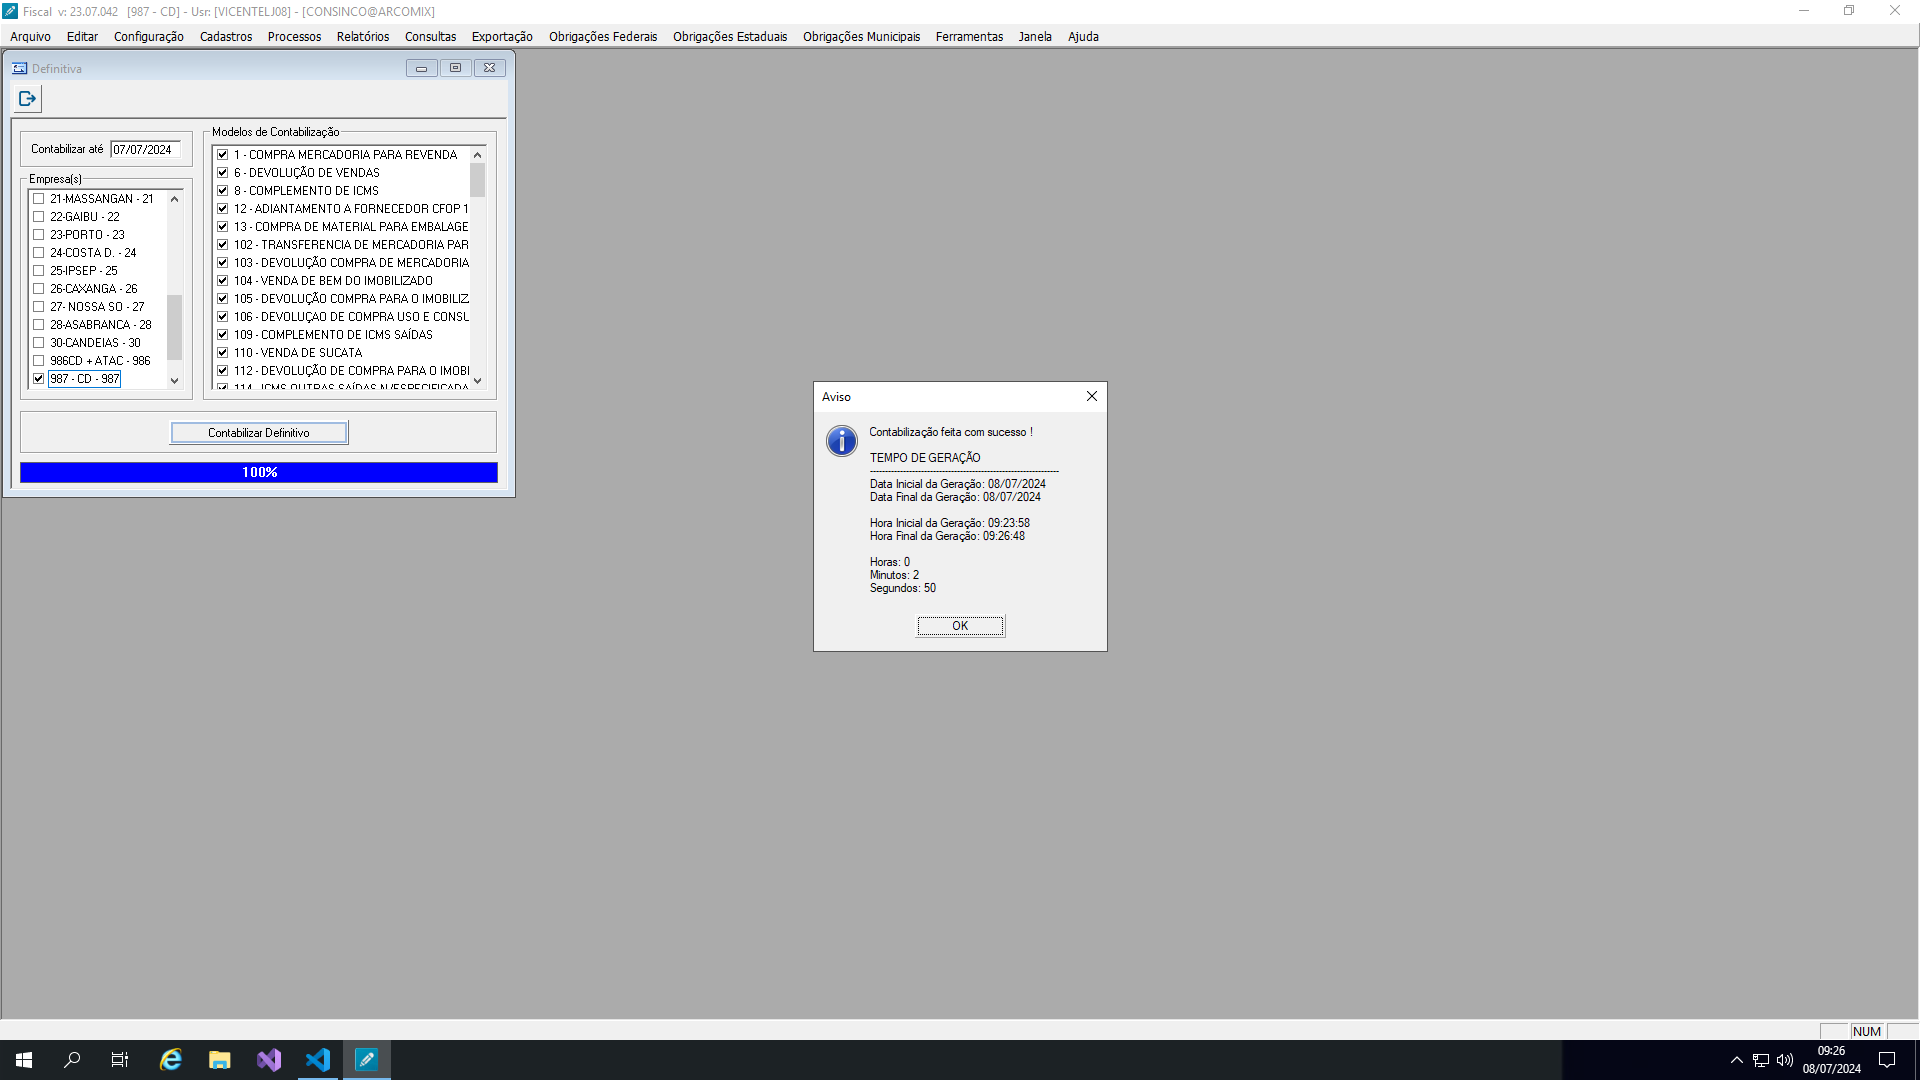 Fiscal v: 23.07.042 [987 - CD] - Usr: [VICENTELJ08] - [CONSINCO@ARCOMIX]
Arquivo Editar Configuração Cadastros Processos Relatórios Consultas Exportação Obrigações Federais Obrigações Estaduais Obrigações Municipais Ferramentas Janela Ajuda
Definitiva
Contabilizar até 07/07/2024
Empresa(s)
21-MASSANGAN - 21
22-GAIBU - 22
23-PORTO - 23
24-COSTA D. - 24
25-IPSEP - 25
26-CAXANGA - 26
27- NOSSA SO - 27
28-ASABRANCA - 28
30-CANDEIAS - 30
986CD + ATAC - 986
987 - CD - 987
Modelos de Contabilização
1 - COMPRA MERCADORIA PARA REVENDA
6 - DEVOLUÇÃO DE VENDAS
8 - COMPLEMENTO DE ICMS
12 - ADIANTAMENTO A FORNECEDOR CFOP 1
13 - COMPRA DE MATERIAL PARA EMBALAGE
102 - TRANSFERENCIA DE MERCADORIA PAR
103 - DEVOLUÇÃO COMPRA DE MERCADORIA
104 - VENDA DE BEM DO IMOBILIZADO
105 - DEVOLUÇÃO COMPRA PARA O IMOBILIZ
106 - DEVOLUÇAO DE COMPRA USO E CONSU
109 - COMPLEMENTO DE ICMS SAÍDAS
110 - VENDA DE SUCATA
112 - DEVOLUÇÃO DE COMPRA PARA O IMOBI
114 - ICMS OUTRAS SAÍDAS N/ESPECIFICADA
Contabilizar Definitivo
100%
Aviso
Contabilização feita com sucesso !
TEMPO DE GERAÇÃO
---------------------------------------------------------------
Data Inicial da Geração: 08/07/2024
Data Final da Geração: 08/07/2024
Hora Inicial da Geração: 09:23:58
Hora Final da Geração: 09:26:48
Horas: 0
Minutos: 2
Segundos: 50
OK
NUM
09:26
08/07/2024